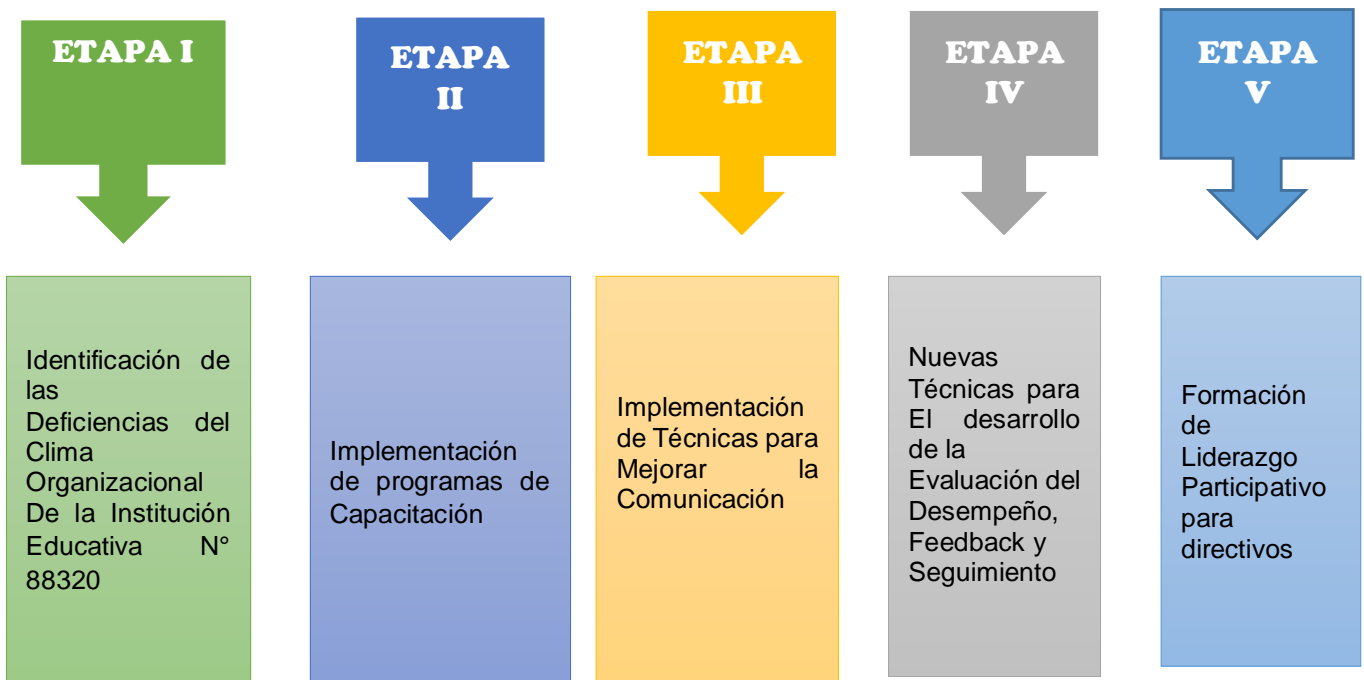 ETAPA I
ETAPA
II
ETAPA
III
ETAPA
IV
ETAPA
V
Identificación de
las
Deficiencias del
Clima
Organizacional
De la Institución
Educativa N°
88320
Implementación
de programas de
Capacitación
Implementación
de Técnicas para
Mejorar la
Comunicación
Nuevas
Técnicas para
El desarrollo
de la
Evaluación del
Desempeño,
Feedback y
Seguimiento
Formación
de
Liderazgo
Participativo
para
directivos